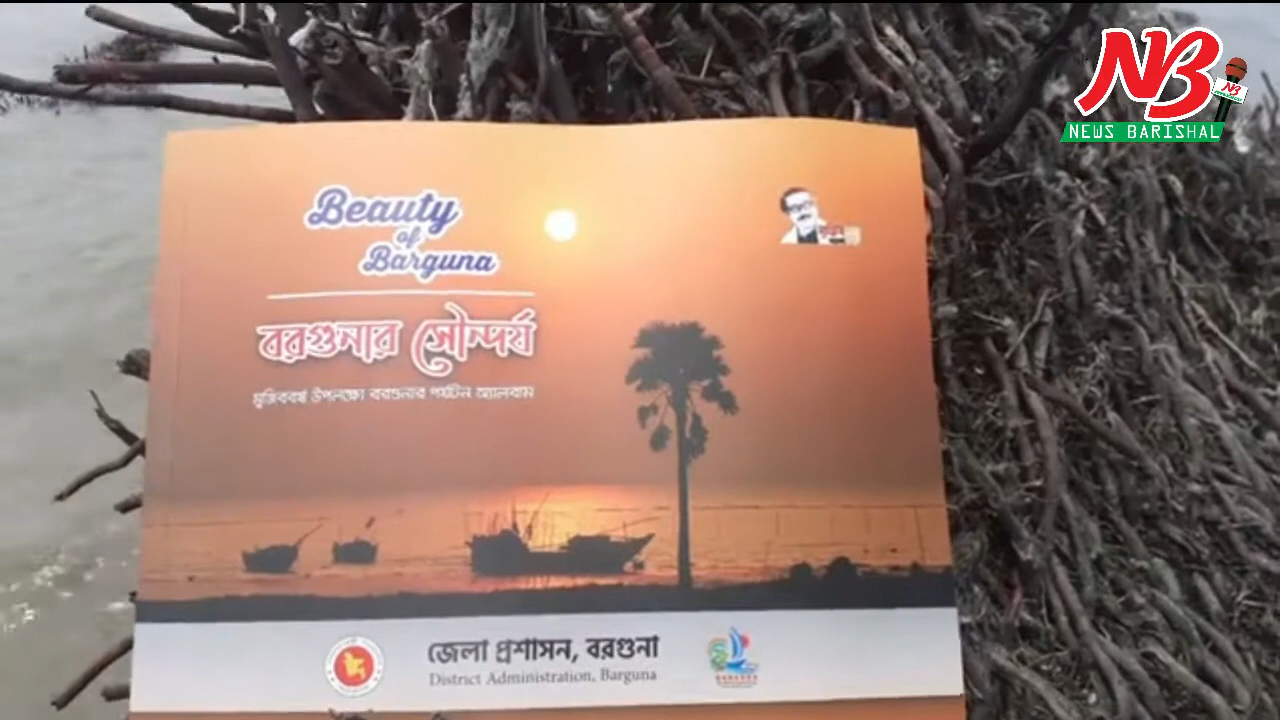 NB
NEWS BARISHAL
Beauty
of
Barguna
বরগুনার সৌন্দর্য
মুজিববর্ষ উপলক্ষ্যে বরগুনার পর্যটন অ্যালবাম
জেলা প্রশাসন, বরগুনা
District Administration, Barguna